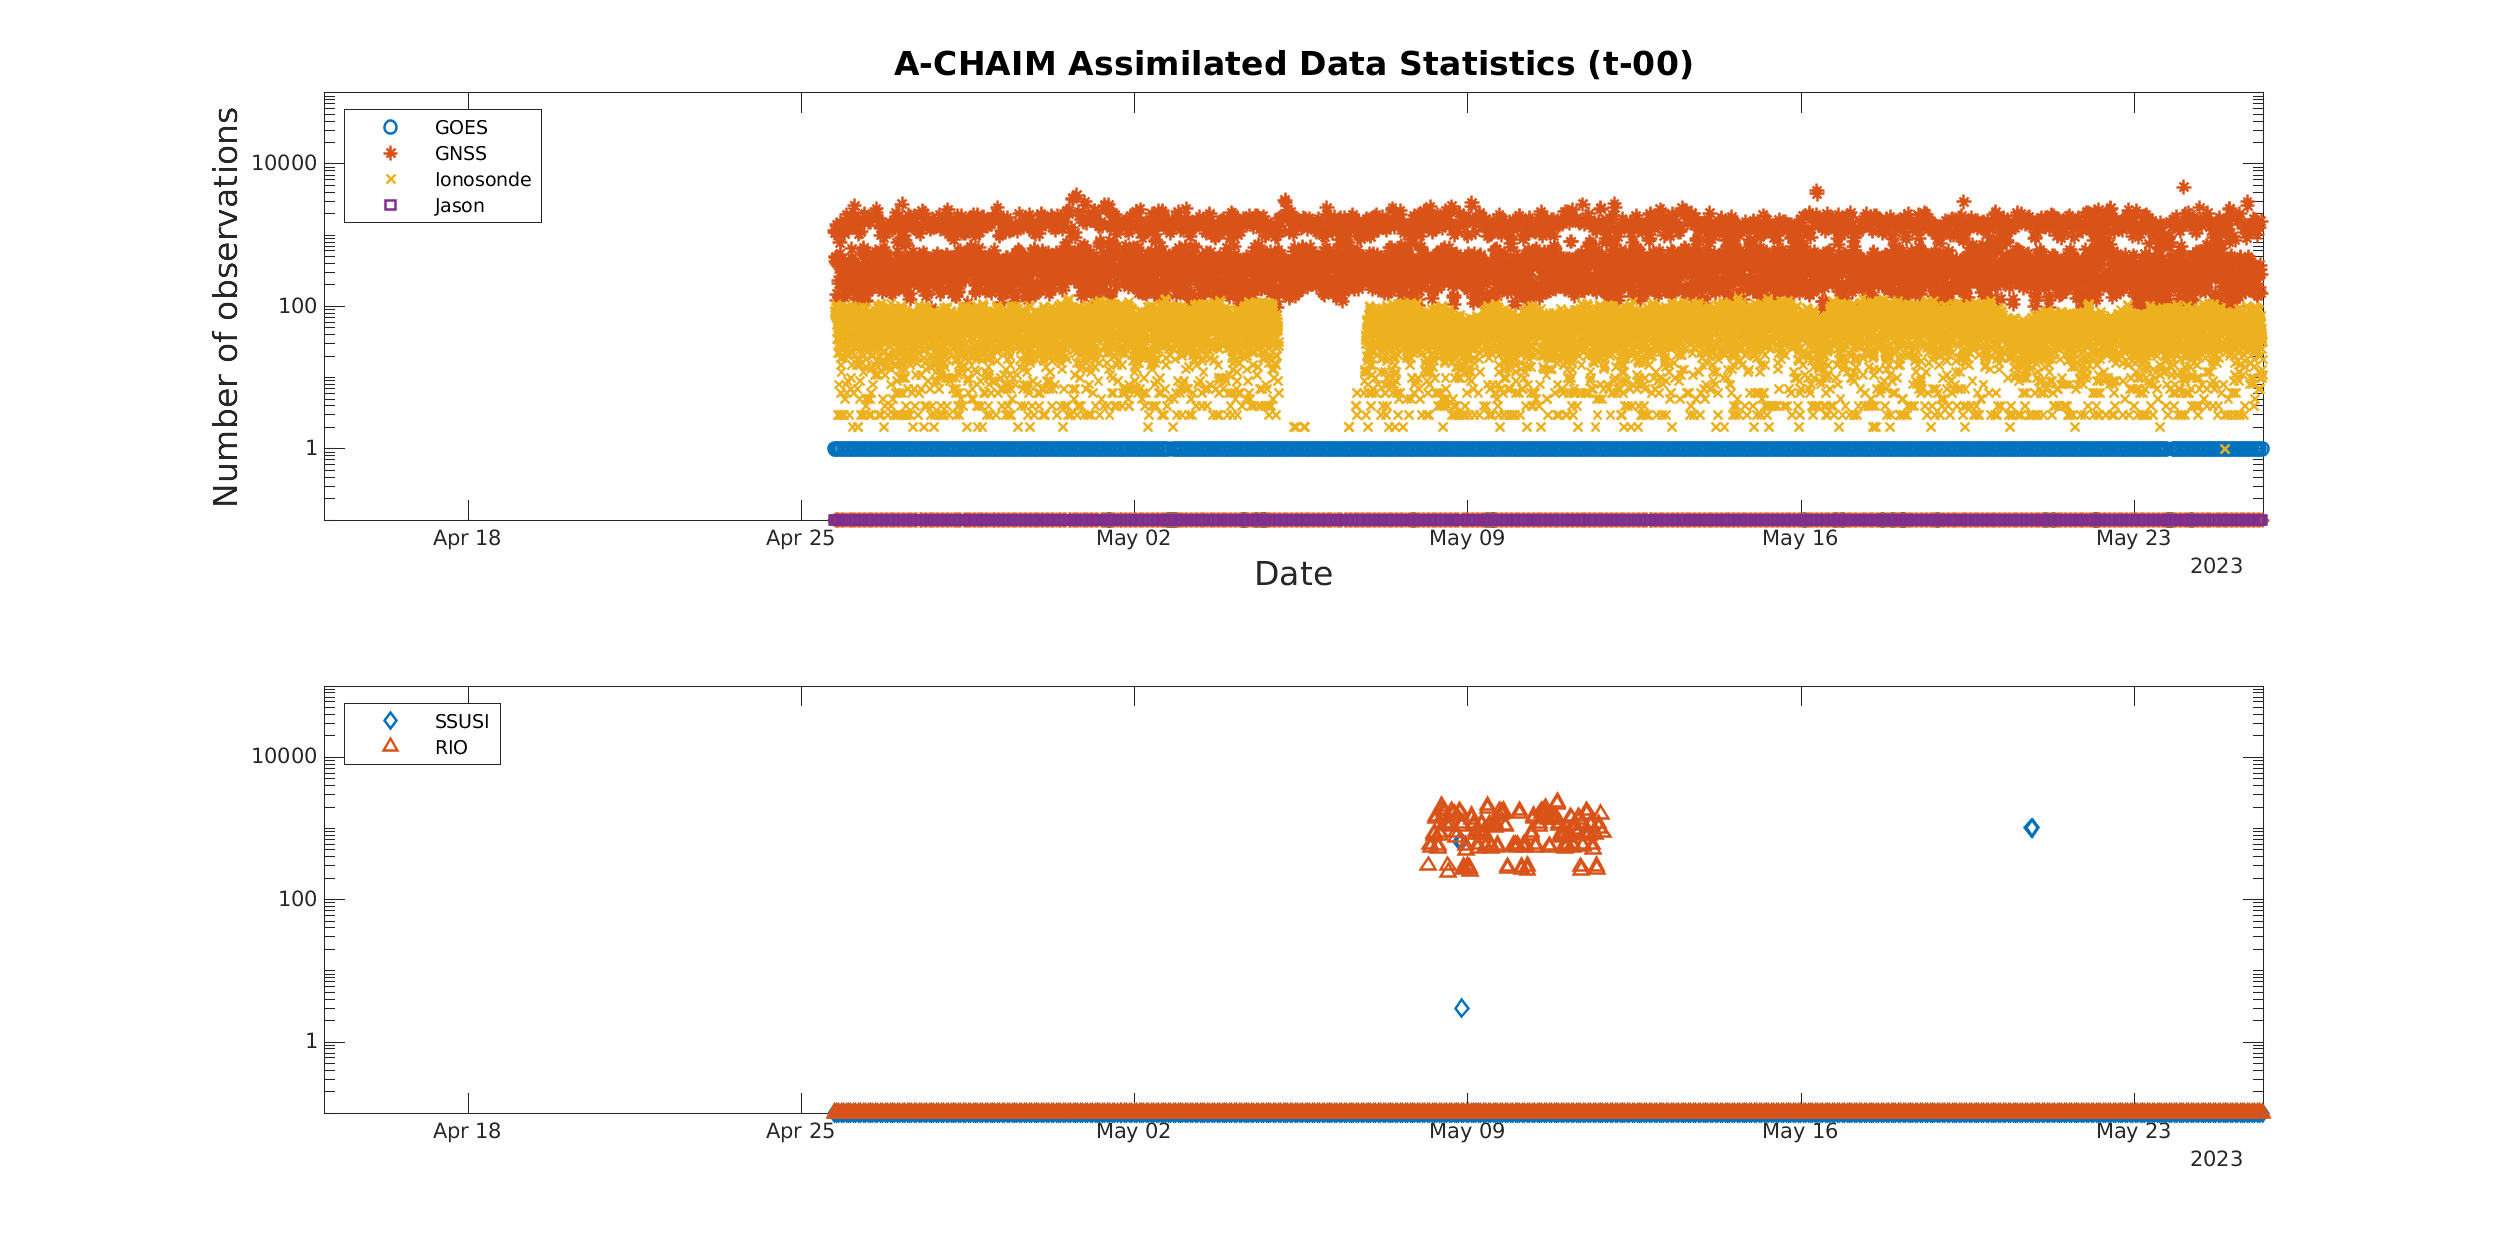 A-CHAIM Assimilated Data Statistics (t-00)
Number of observations
10000
100
1
GOES
GNSS
Ionosonde
Jason
Apr 18 Apr 25 May 02 May 09 May 16 May 23
2023
Date
10000
100
1
SSUSI
RIO
Apr 18 Apr 25 May 02 May 09 May 16 May 23
2023